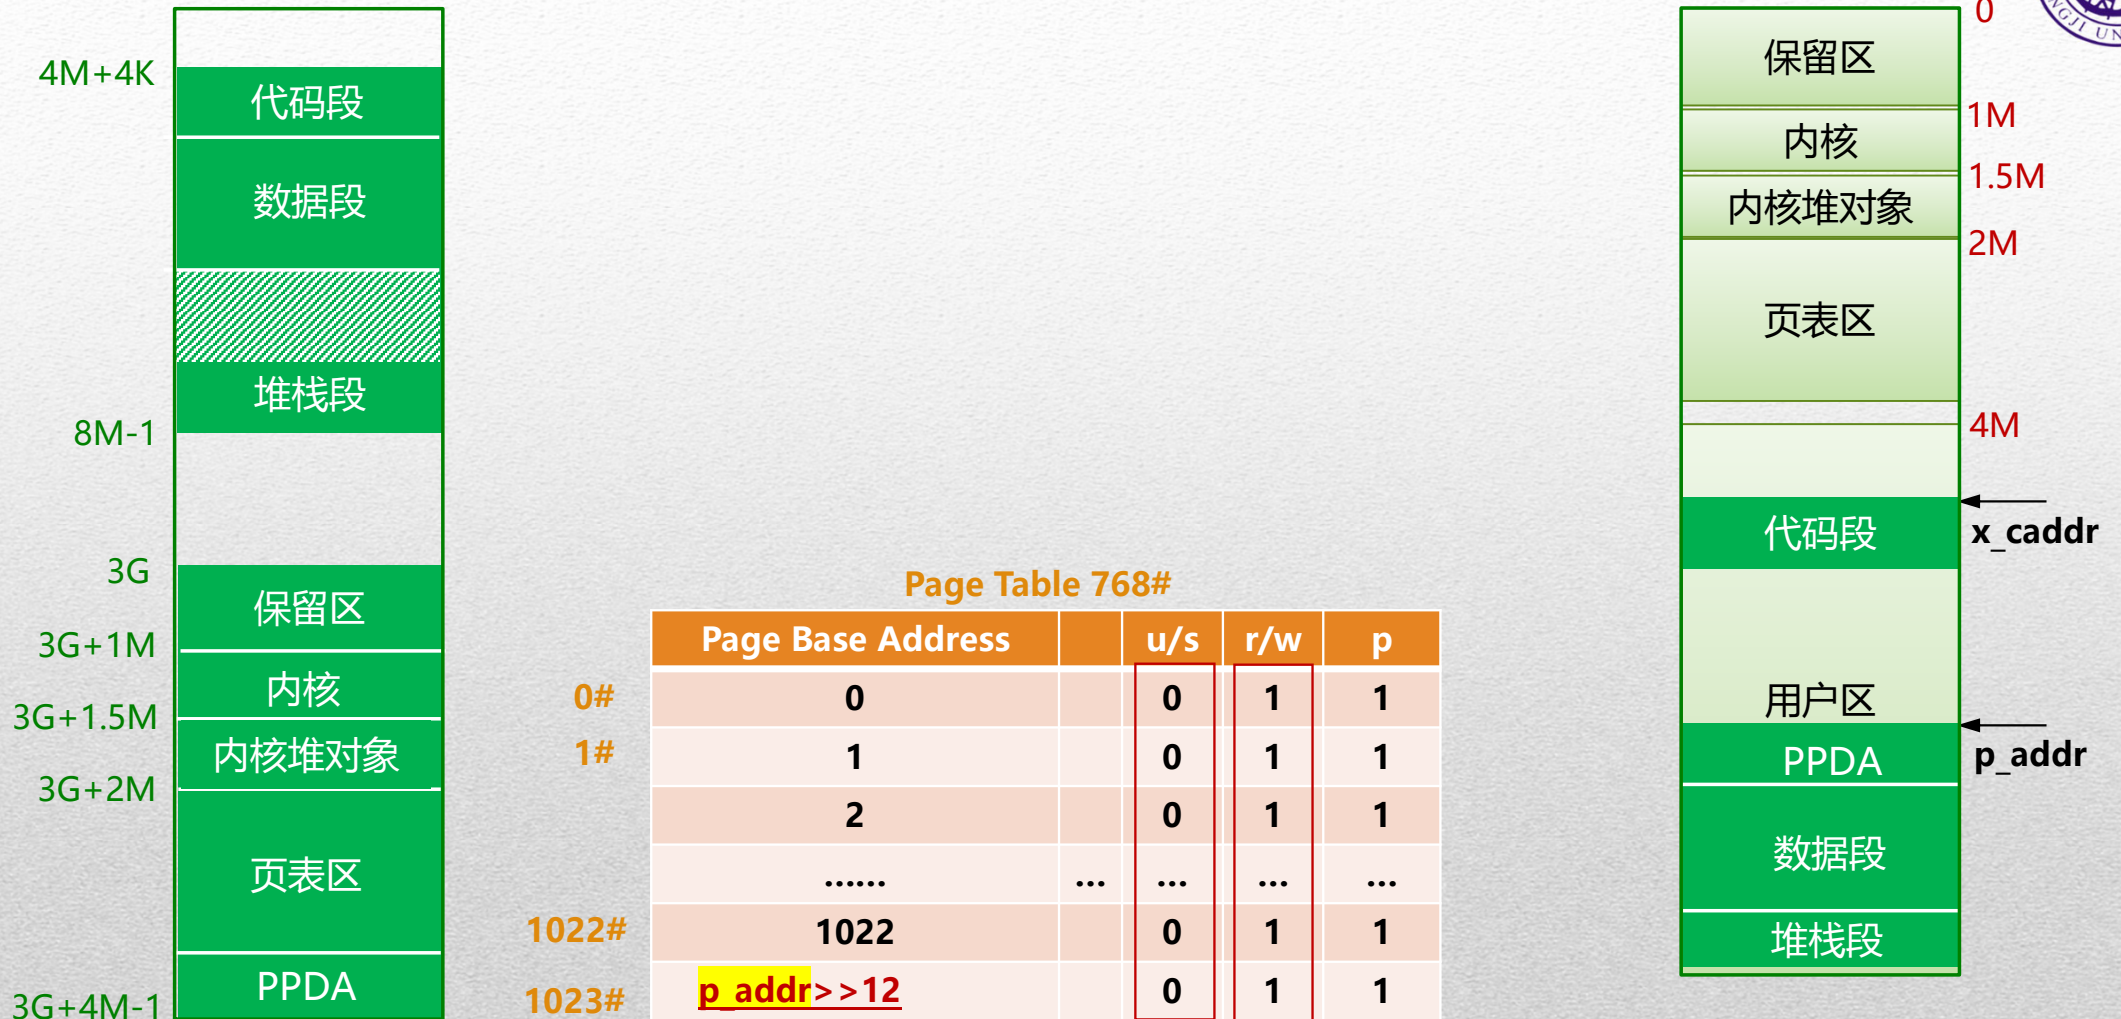 4M+4K
代码段
数据段
堆栈段
8M-1
3G
保留区
3G+1M
内核
3G+1.5M
内核堆对象
3G+2M
页表区
PPDA
3G+4M-1
Page Table 768#
Page Base Address u/s r/w p
0# 0 0 1 1
1# 1 0 1 1
2 0 1 1
...... ... ... ... ...
1022# 1022 0 1 1
1023# p_addr>>12 0 1 1
0
保留区
1M
内核
1.5M
内核堆对象
2M
页表区
4M
代码段
x_caddr
用户区
p_addr
PPDA
数据段
堆栈段